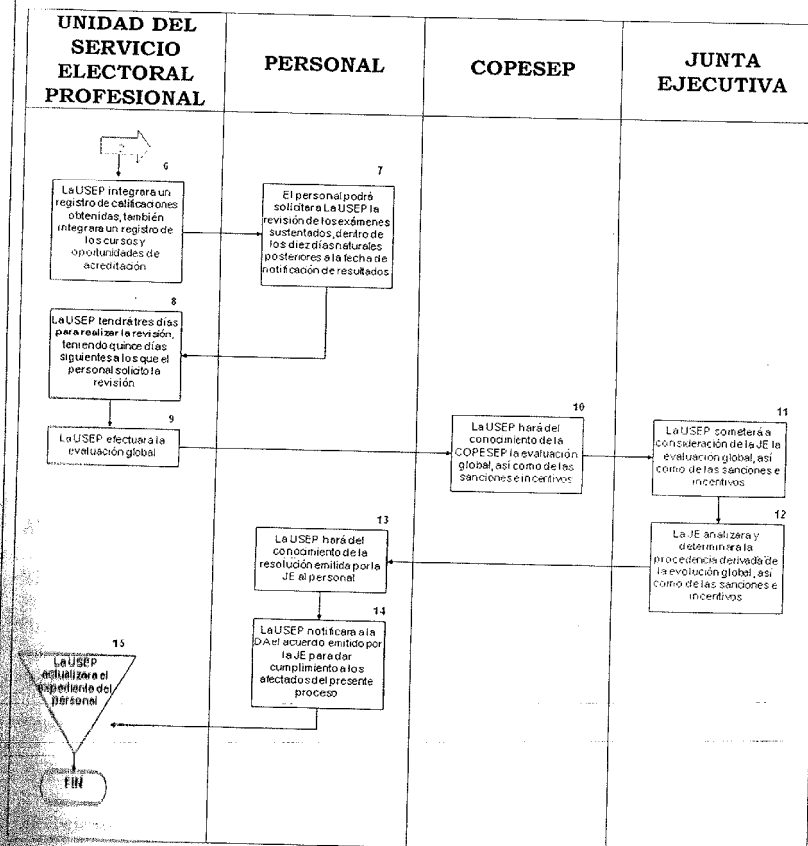 UNIDAD DEL
SERVICIO
ELECTORAL
PROFESIONAL
PERSONAL
COPESEP
JUNTA
EJECUTIVA
6
La USEP integrara un
registro de calificaciones
obtenidas, también
integrara un registro de
los cursos y
oportunidades de
acreditación
7
El personal podrá
solicitar a La USEP la
revisión de los exámenes
sustentados, dentro de
los diez días naturales
posteriores a la fecha de
notificación de resultados
8
La USEP tendrá tres días
para realizar la revisión,
teniendo quince días
siguientes a los que el
personal solicito la
revisión
9
La USEP efectuara la
evaluación global
10
La USEP hará del
conocimiento de la
COPESEP la evaluación
global, así como de las
sanciones e incentivos
11
La USEP someterá a
consideración de la JE la
evaluación global, así
como de las sanciones e
incentivos
12
La JE analizara y
determinara la
procedencia derivada de
la evolución global, así
como de las sanciones e
incentivos
13
La USEP hará del
conocimiento de la
resolución emitida por la
JE al personal
14
La USEP notificara a la
DA el acuerdo emitido por
la JE para dar
cumplimiento a los
afectados del presente
proceso
15
La USEP
actualizara el
expediente del
personal
FIN